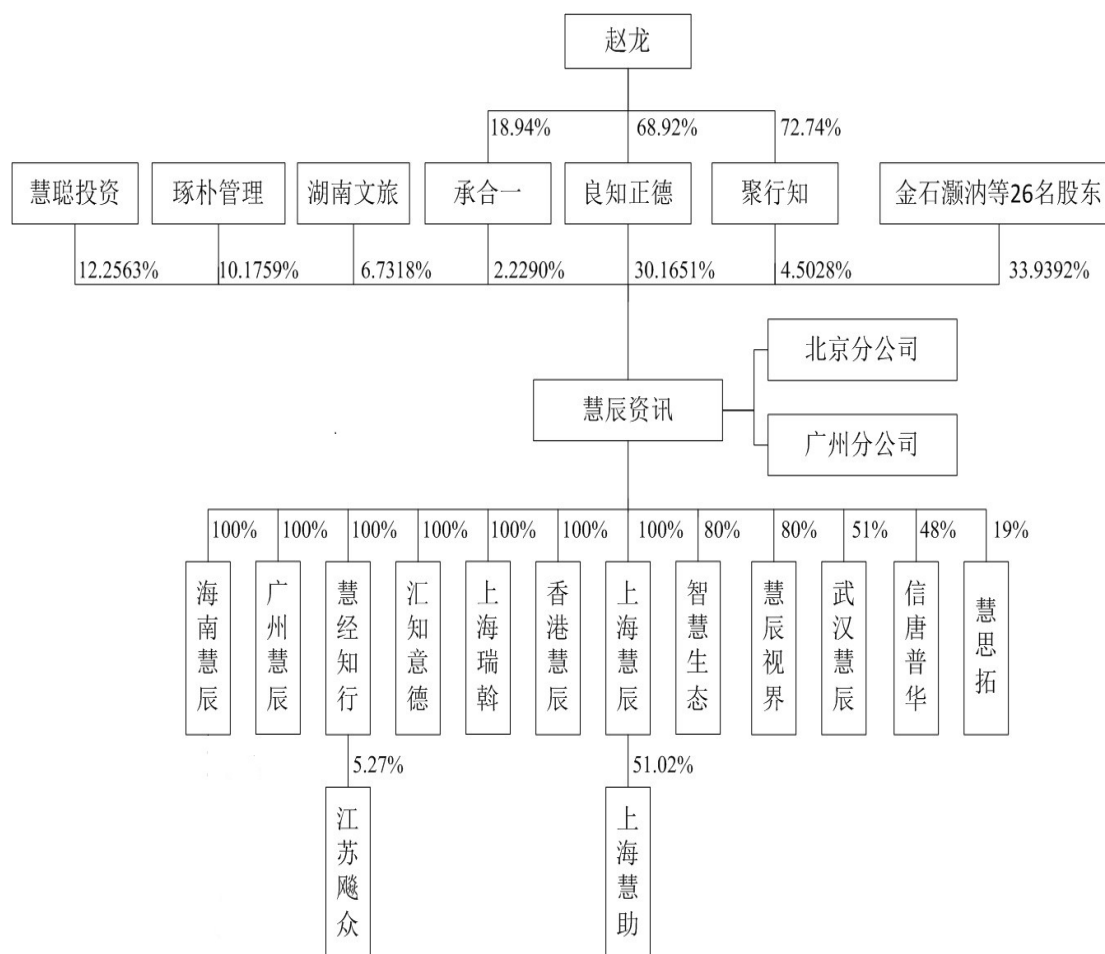 赵龙
18.94%
68.92%
72.74%
慧聪投资
琢朴管理
湖南文旅
承合一
良知正德
聚行知
金石灏汭等26名股东
12.2563%
10.1759%
6.7318%
2.2290%
30.1651%
4.5028%
33.9392%
北京分公司
慧辰资讯
广州分公司
100%
100%
100%
100%
100%
100%
100%
80%
80%
51%
48%
19%
海南慧辰
广州慧辰
慧经知行
汇知意德
上海瑞斡
香港慧辰
上海慧辰
智慧生态
慧辰视界
武汉慧辰
信唐普华
慧思拓
5.27%
51.02%
江苏飚众
上海慧助